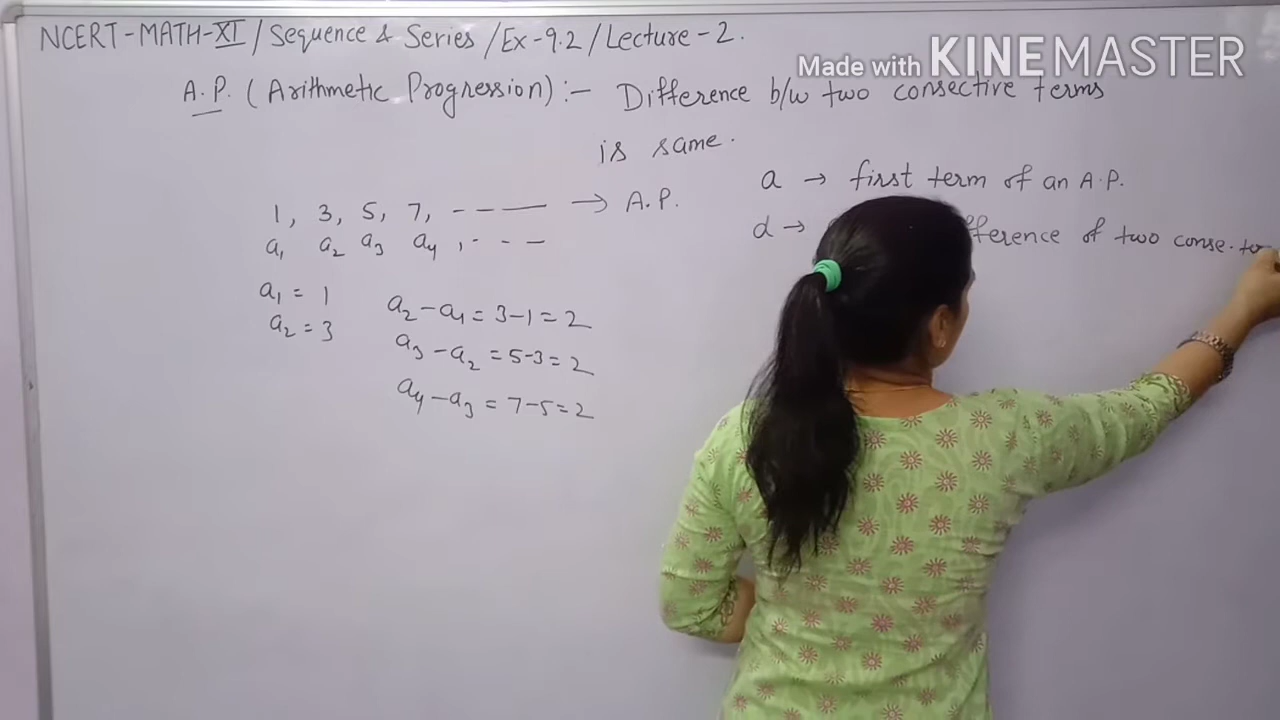 NCERT-MATH-XI / Sequence & Series / Ex-9.2 / Lecture-2.
Made with KINEMASTER
A.P. (Arithmetic Progression) :- Difference b/w two consective terms
is same.
a → first term of an A.P.
1, 3, 5, 7, ---- → A.P.
d → of two conse.
a1 a2 a3 a4, ---
a1 = 1
a2 = 3
a2 - a1 = 3-1 = 2
a3 - a2 = 5-3 = 2
a4 - a3 = 7-5 = 2